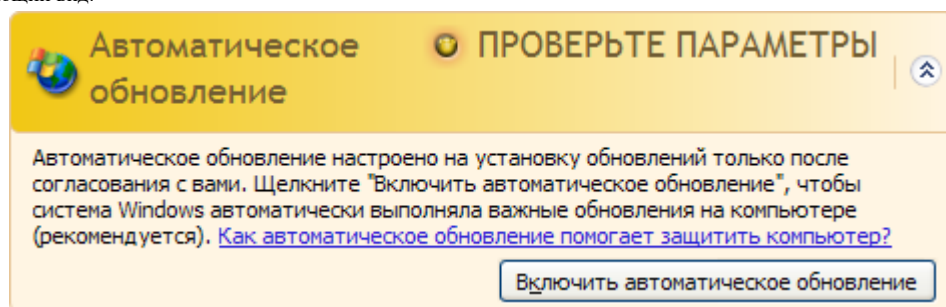 Автоматическое ПРОВЕРЬТЕ ПАРАМЕТРЫ
обновление
Автоматическое обновление настроено на установку обновлений только после
согласования с вами. Щелкните "Включить автоматическое обновление", чтобы
система Windows автоматически выполняла важные обновления на компьютере
(рекомендуется). Как автоматическое обновление помогает защитить компьютер?
Включить автоматическое обновление